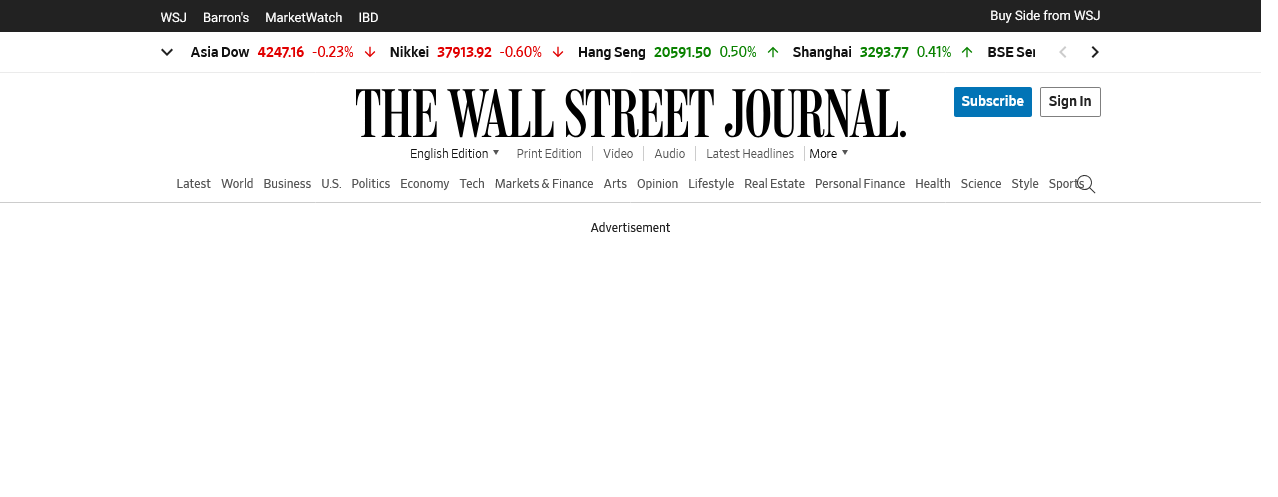 WSJ Barron's MarketWatch IBD Buy Side from WSJ
Asia Dow 4247.16 -0.23% Nikkei 37913.92 -0.60% Hang Seng 20591.50 0.50% Shanghai 3293.77 0.41% BSE Sen
THE WALL STREET JOURNAL.
Subscribe Sign In
English Edition Print Edition Video Audio Latest Headlines More
Latest World Business U.S. Politics Economy Tech Markets & Finance Arts Opinion Lifestyle Real Estate Personal Finance Health Science Style Sports
Advertisement